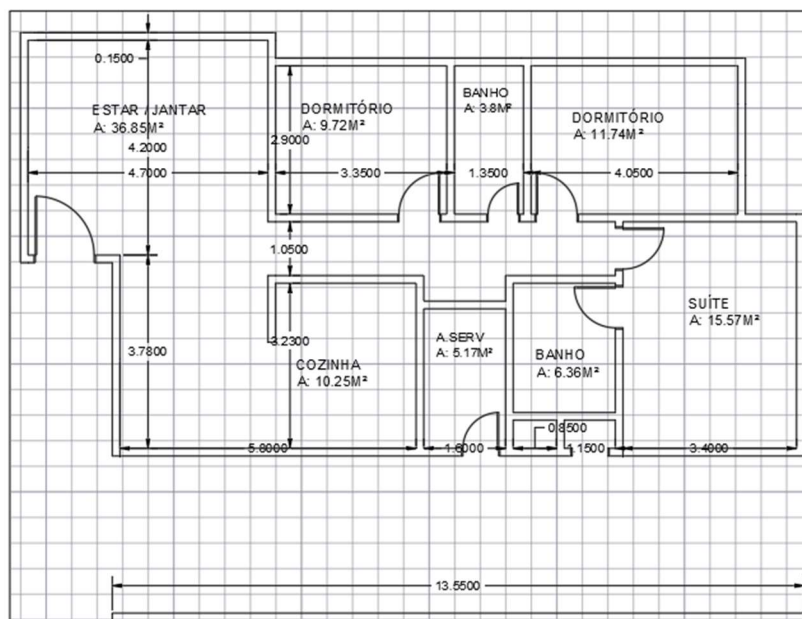 0.1500
ESTAR / JANTAR
A: 36.85M²
4.2000
4.7000
DORMITÓRIO
A: 9.72M²
2.9000
3.3500
BANHO
A: 3.8M²
1.3500
DORMITÓRIO
A: 11.74M²
4.0500
1.0500
3.7800
3.2300
COZINHA
A: 10.25M²
A.SERV
A: 5.17M²
BANHO
A: 6.36M²
SUÍTE
A: 15.57M²
0.8500
5.8000
1.6000
1.1500
3.4000
13.5500